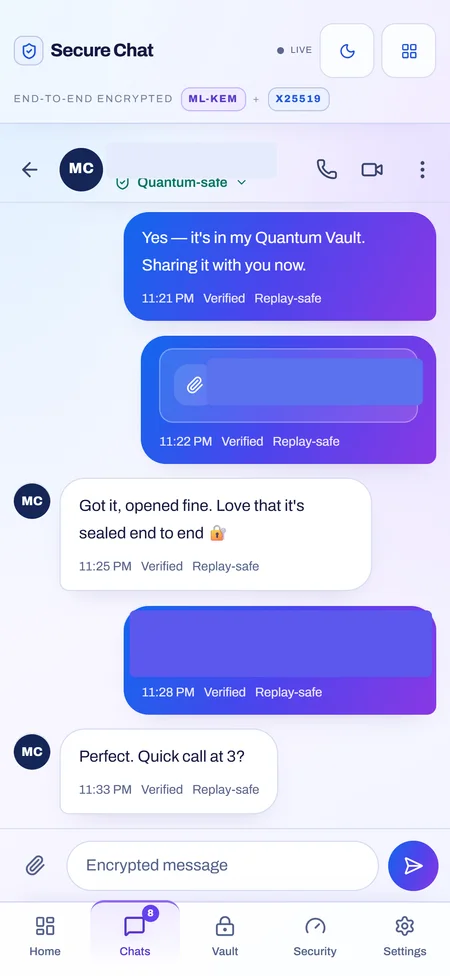 Secure Chat
LIVE
END-TO-END ENCRYPTED ML-KEM + X25519
MC
Quantum-safe
Yes — it's in my Quantum Vault.
Sharing it with you now.
11:21 PM Verified Replay-safe
11:22 PM Verified Replay-safe
MC
Got it, opened fine. Love that it's
sealed end to end 🔐
11:25 PM Verified Replay-safe
11:28 PM Verified Replay-safe
MC
Perfect. Quick call at 3?
11:33 PM Verified Replay-safe
Encrypted message
8
Home Chats Vault Security Settings